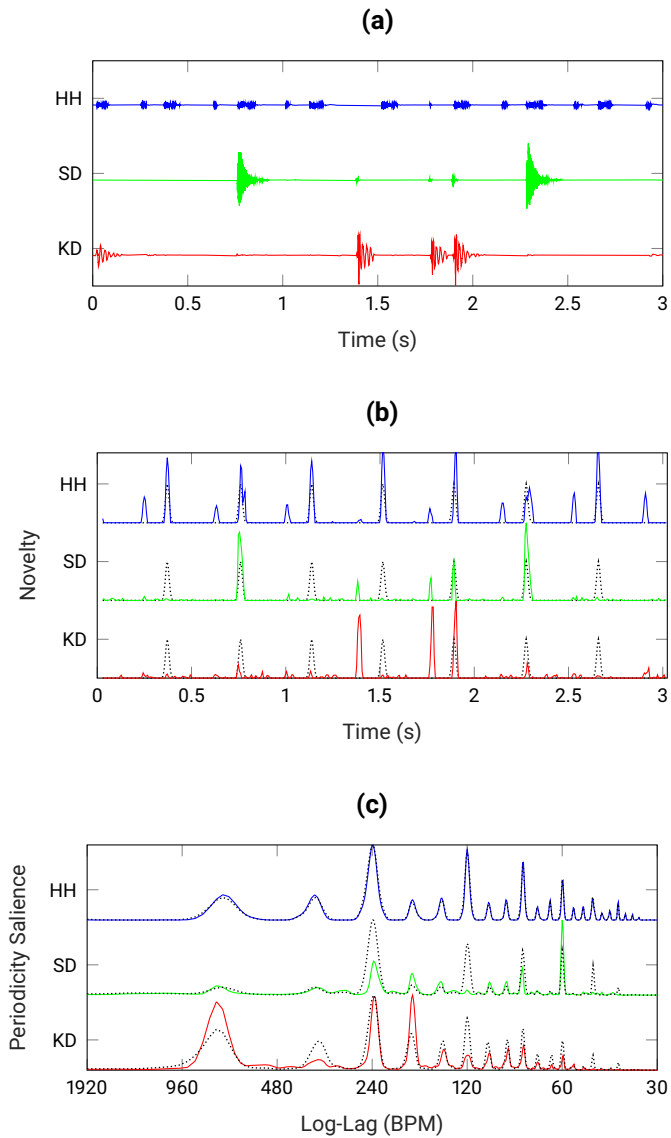 (a)
HH
SD
KD
0 0.5 1 1.5 2 2.5 3
Time (s)
(b)
HH
SD
KD
Novelty
0 0.5 1 1.5 2 2.5 3
Time (s)
(c)
HH
SD
KD
Periodicity Salience
1920 960 480 240 120 60 30
Log-Lag (BPM)